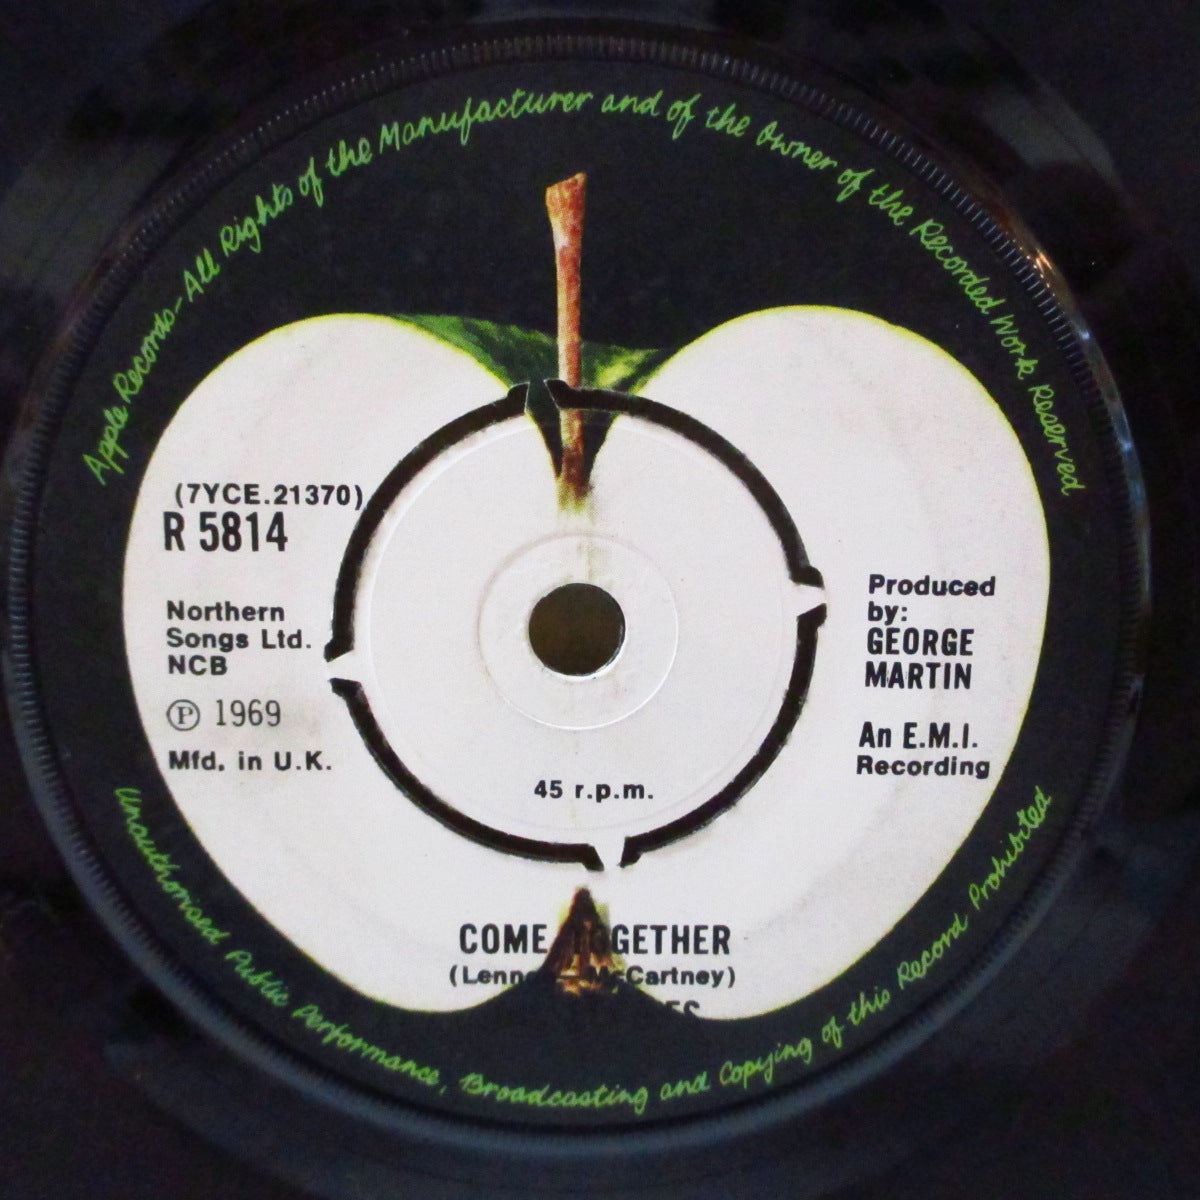 Apple Records-All Rights of the Manufacturer and of the Owner of the Recorded Work Reserved
(7YCE.21370)
R 5814
Northern
Songs Ltd.
NCB
Ⓟ 1969
Mfd. in U.K.
Produced
by:
GEORGE
MARTIN
An E.M.I.
Recording
45 r.p.m.
COME TOGETHER
(Lennon—McCartney)
Unauthorised Public Performance, Broadcasting and Copying of this Record Prohibited